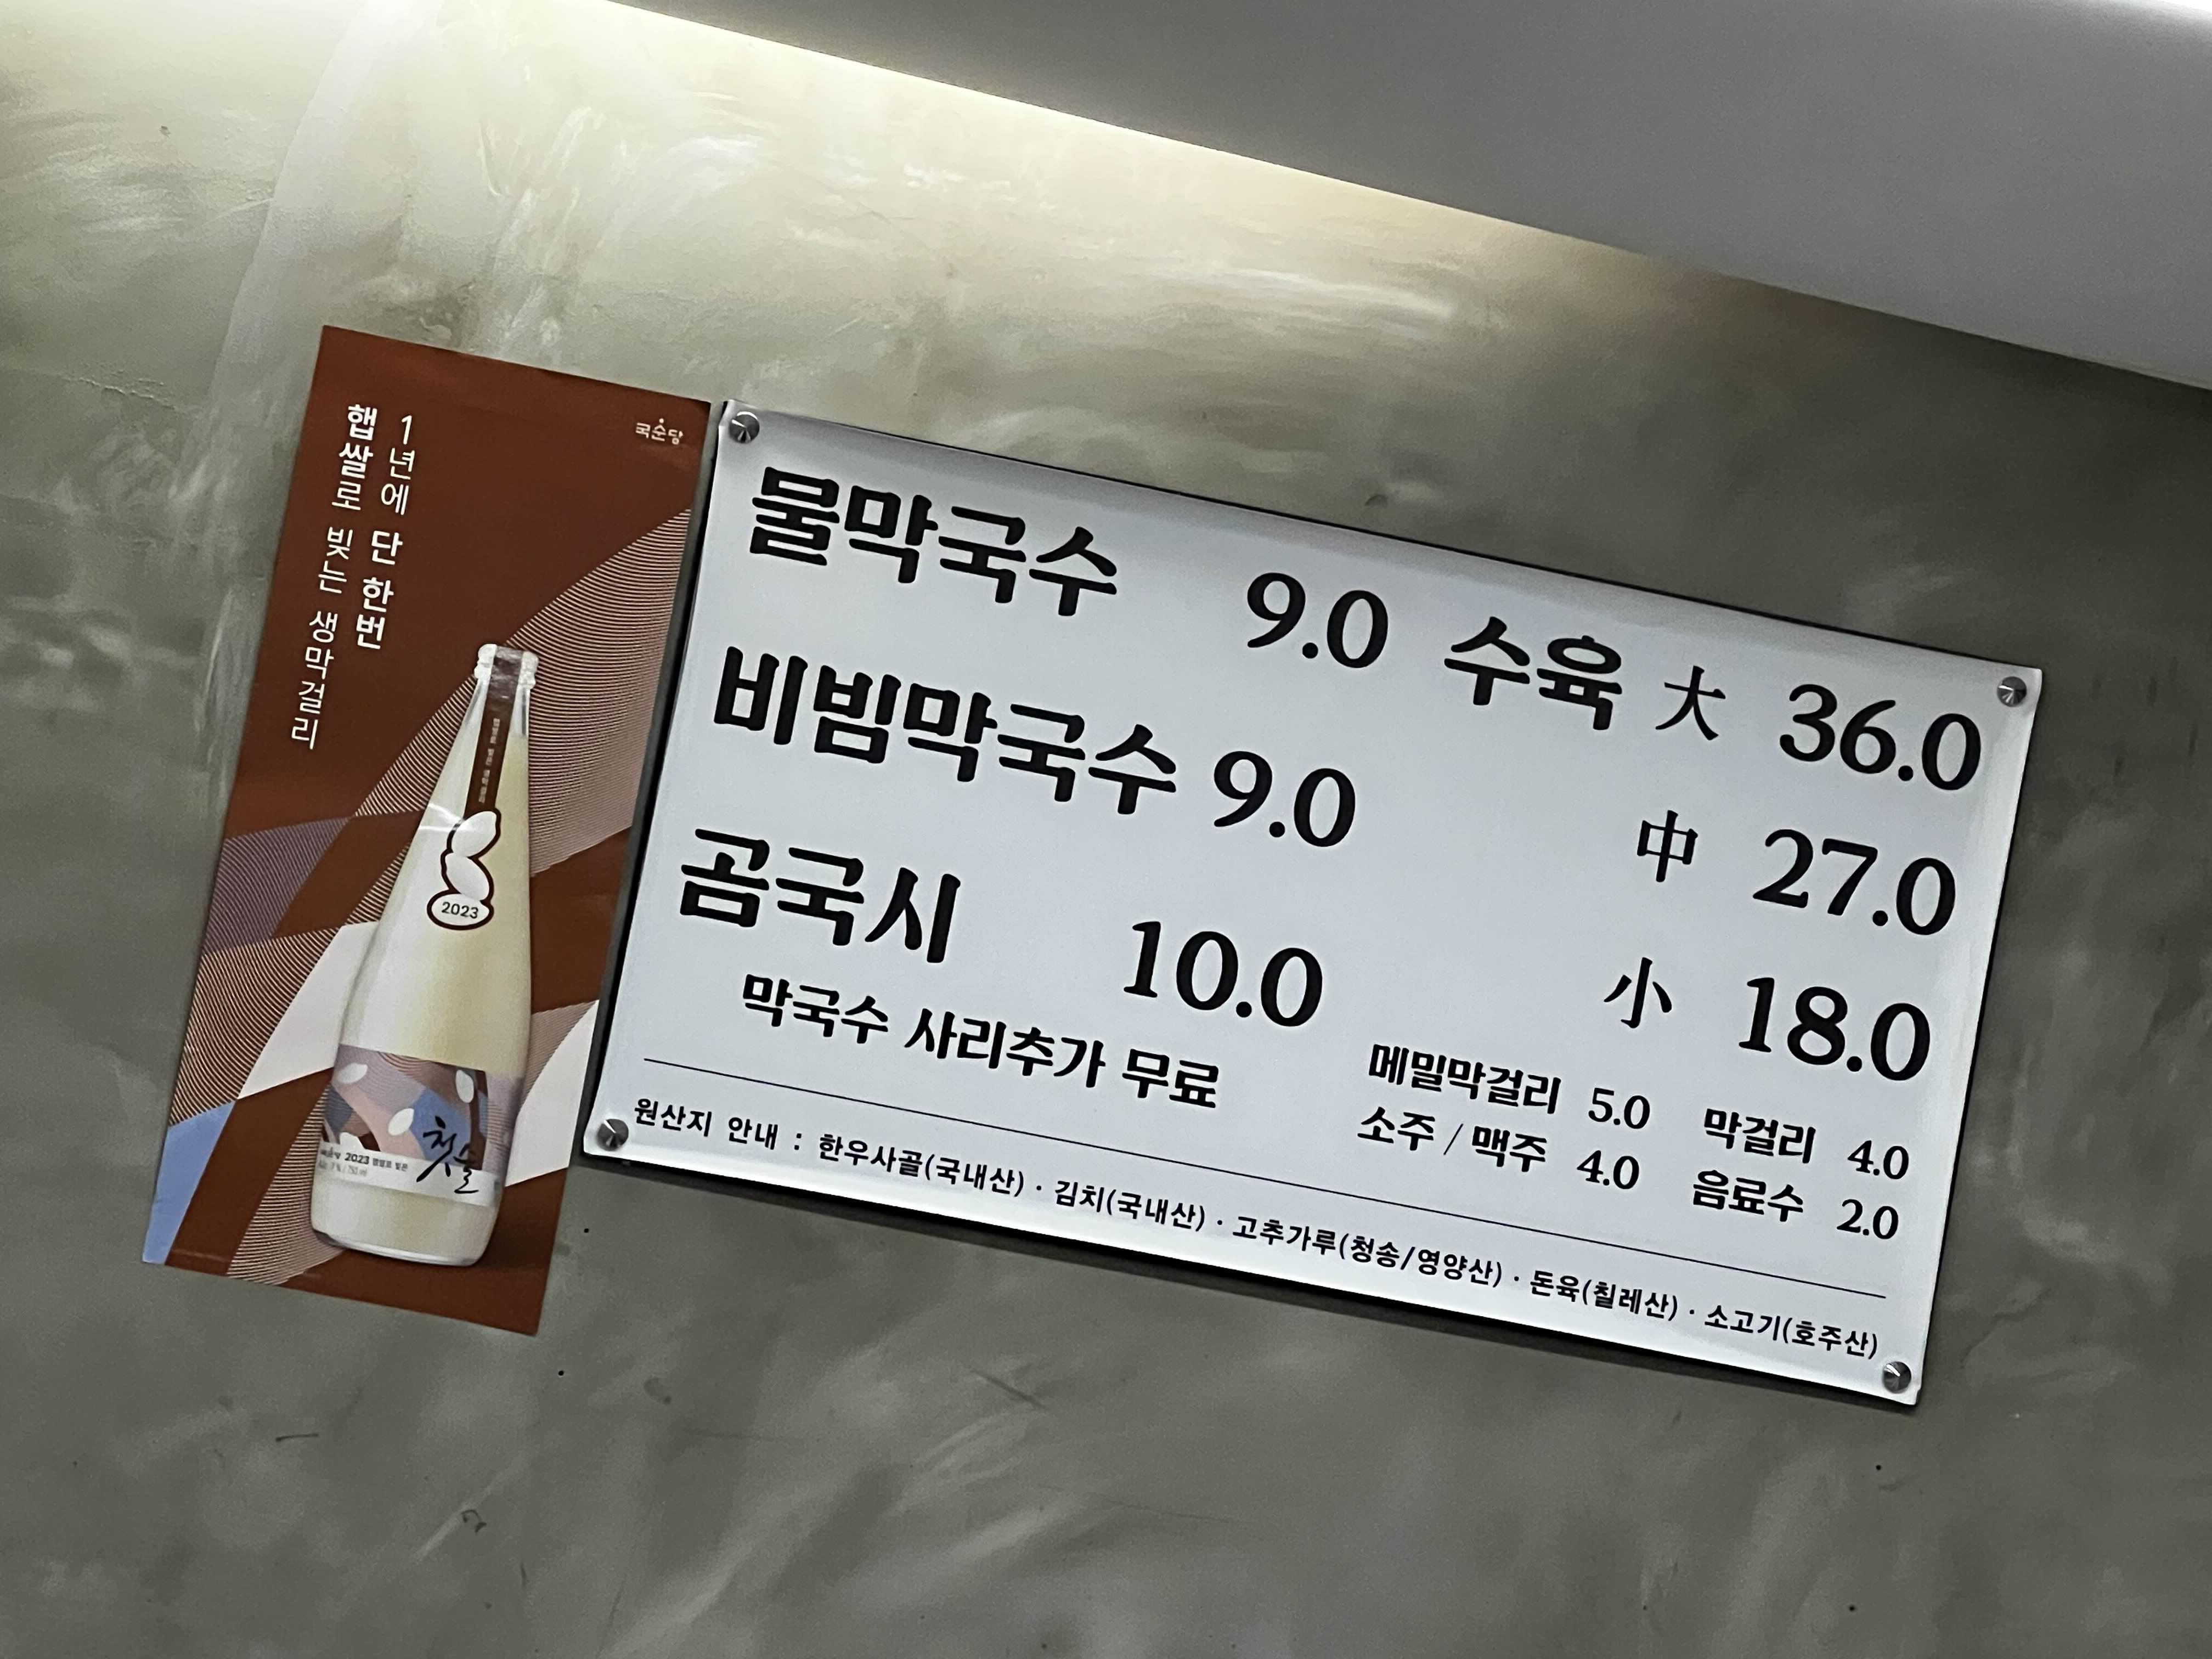 국순당
1년에 단 한번
햅쌀로 빚는 생막걸리
2023
2023 햅쌀로 빚은
첫술
물막국수 9.0
비빔막국수 9.0
곰국시 10.0
막국수 사리추가 무료
수육 大 36.0
中 27.0
小 18.0
메밀막걸리 5.0 막걸리 4.0
소주 / 맥주 4.0 음료수 2.0
원산지 안내 : 한우사골(국내산) · 김치(국내산) · 고추가루(청송/영양산) · 돈육(칠레산) · 소고기(호주산)